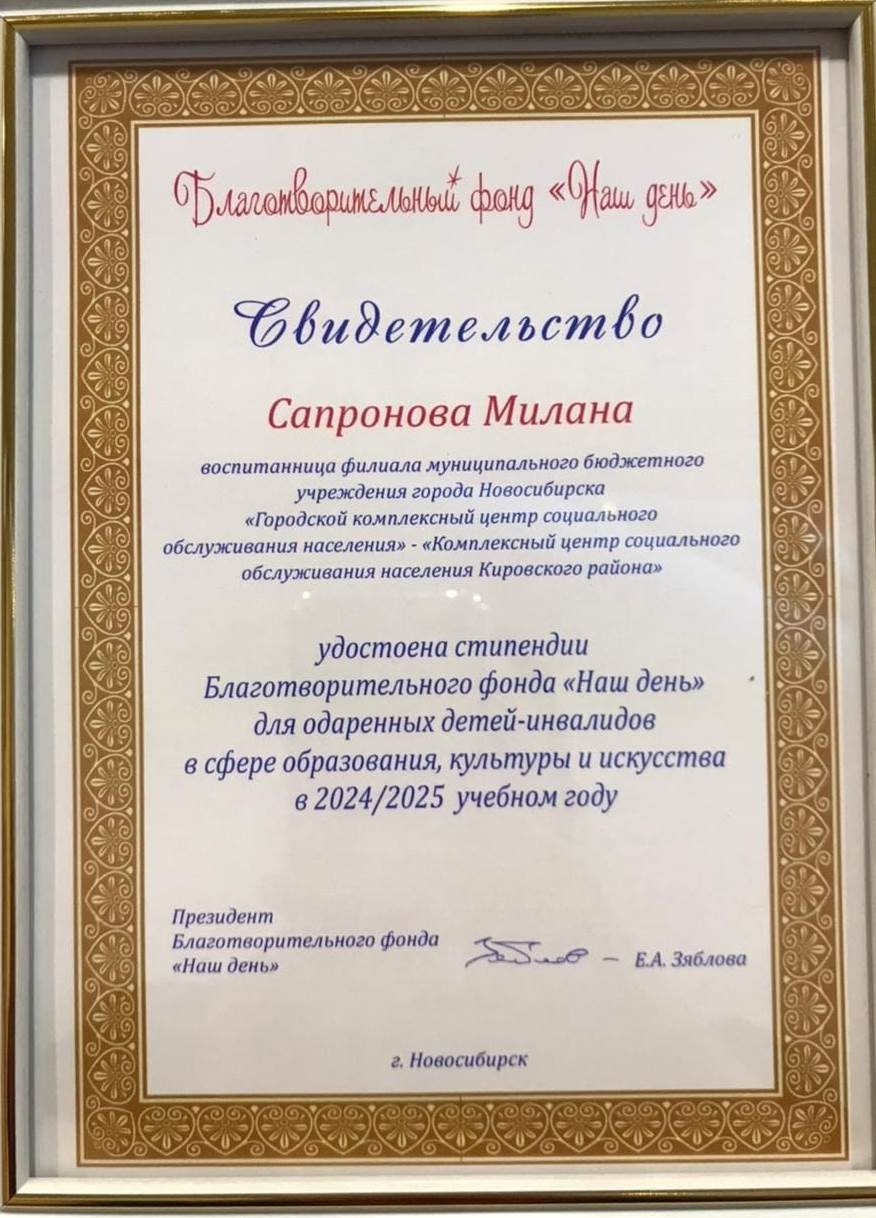 Благотворительный фонд «Наш день»
Свидетельство
Сапронова Милана
воспитанница филиала муниципального бюджетного
учреждения города Новосибирска
«Городской комплексный центр социального
обслуживания населения» - «Комплексный центр социального
обслуживания населения Кировского района»
удостоена стипендии
Благотворительного фонда «Наш день»
для одаренных детей-инвалидов
в сфере образования, культуры и искусства
в 2024/2025 учебном году
Президент
Благотворительного фонда
«Наш день»
– Е.А. Зяблова
г. Новосибирск